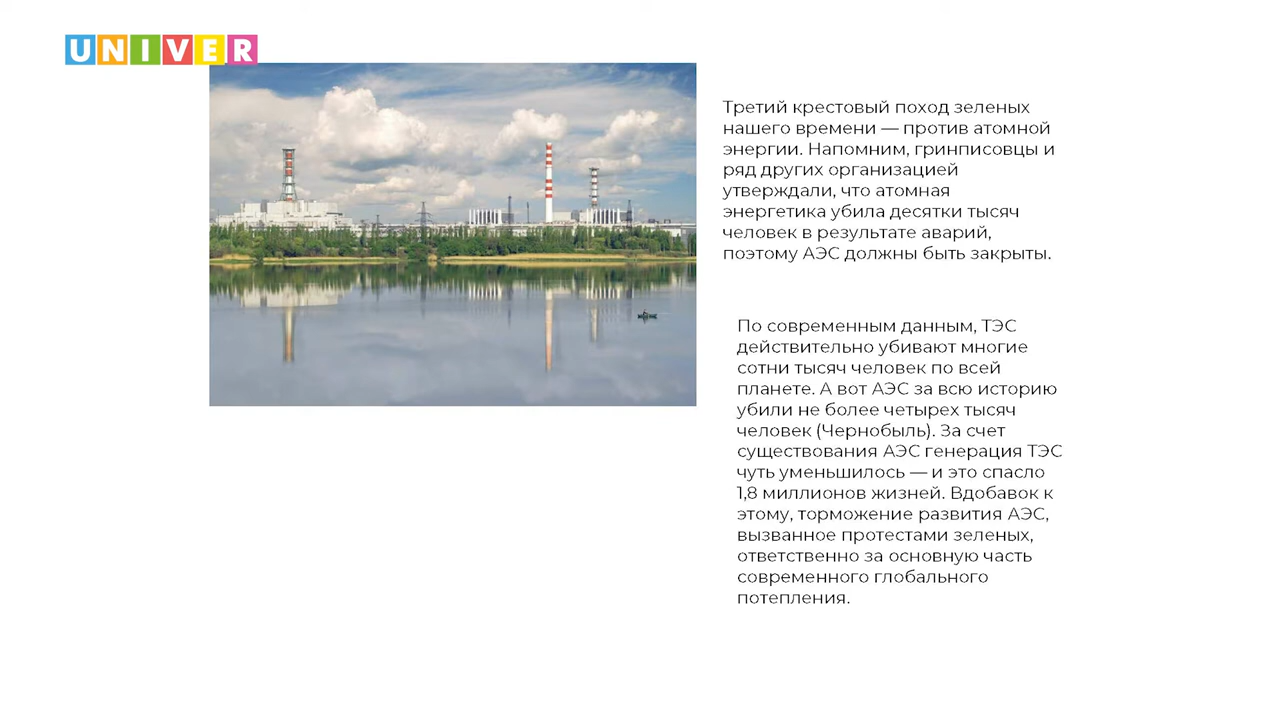 UNIVER
Третий крестовый поход зеленых
нашего времени — против атомной
энергии. Напомним, гринписовцы и
ряд других организацией
утверждали, что атомная
энергетика убила десятки тысяч
человек в результате аварий,
поэтому АЭС должны быть закрыты.
По современным данным, ТЭС
действительно убивают многие
сотни тысяч человек по всей
планете. А вот АЭС за всю историю
убили не более четырех тысяч
человек (Чернобыль). За счет
существования АЭС генерация ТЭС
чуть уменьшилось — и это спасло
1,8 миллионов жизней. Вдобавок к
этому, торможение развития АЭС,
вызванное протестами зеленых,
ответственно за основную часть
современного глобального
потепления.